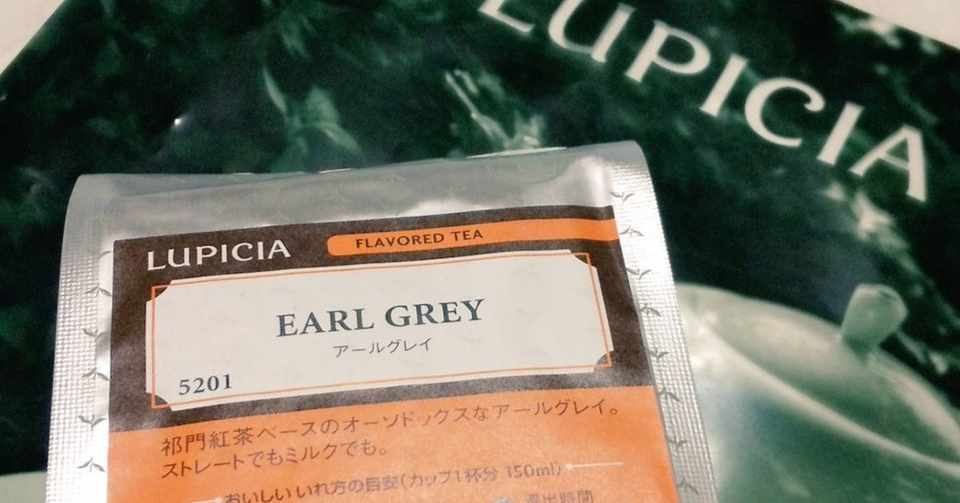 LUPICIA
LUPICIA
FLAVORED TEA
EARL GREY
アールグレイ
5201
祁門紅茶ベースのオーソドックスなアールグレイ。
ストレートでもミルクでも。
おいしいいれ方の目安(カップ1杯分 150ml)